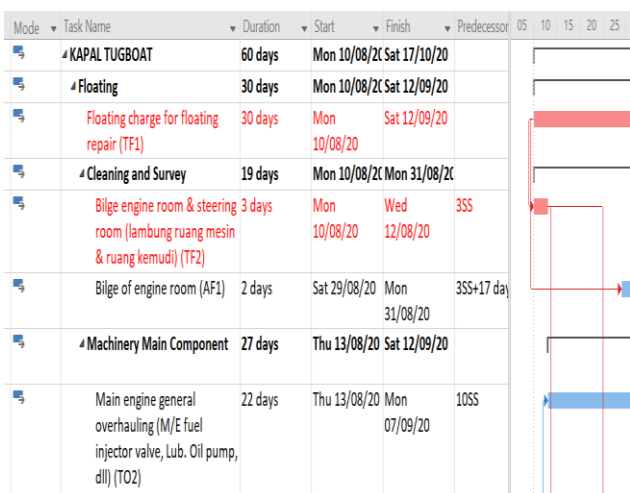 Mode Task Name Duration Start Finish Predecessor 05 10 15 20 25
KAPAL TUGBOAT 60 days Mon 10/08/20 Sat 17/10/20
Floating 30 days Mon 10/08/20 Sat 12/09/20
Floating charge for floating 30 days Mon Sat 12/09/20
repair (TF1) 10/08/20
Cleaning and Survey 19 days Mon 10/08/20 Mon 31/08/20
Bilge engine room & steering 3 days Mon Wed 3SS
room (lambung ruang mesin 10/08/20 12/08/20
& ruang kemudi) (TF2)
Bilge of engine room (AF1) 2 days Sat 29/08/20 Mon 3SS+17 day
31/08/20
Machinery Main Component 27 days Thu 13/08/20 Sat 12/09/20
Main engine general 22 days Thu 13/08/20 Mon 10SS
overhauling (M/E fuel 07/09/20
injector valve, Lub. Oil pump,
dll) (TO2)